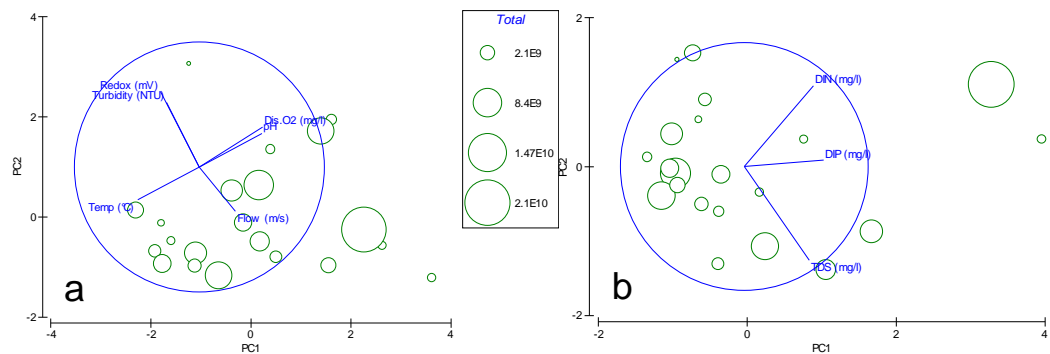 4
2
0
-2
PC2
-4
-2
0
2
4
PC1
Redox (mV)
Turbidity (NTU)
Dis.O2 (mg/l)
pH
Temp (ºC)
Flow (m/s)
a
Total
2.1E9
8.4E9
1.47E10
2.1E10
2
0
-2
PC2
-2
0
2
4
PC1
DIN (mg/l)
DIP (mg/l)
TDS (mg/l)
b